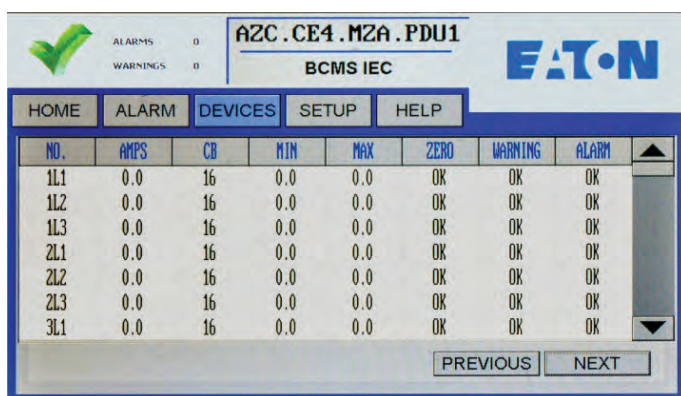 ALARMS 0
WARNINGS 0
AZC.CE4.MZA.PDU1
BCMS IEC
EATON
HOME ALARM DEVICES SETUP HELP
NO. AMPS CB MIN MAX ZERO WARNING ALARM
1L1 0.0 16 0.0 0.0 OK OK OK
1L2 0.0 16 0.0 0.0 OK OK OK
1L3 0.0 16 0.0 0.0 OK OK OK
2L1 0.0 16 0.0 0.0 OK OK OK
2L2 0.0 16 0.0 0.0 OK OK OK
2L3 0.0 16 0.0 0.0 OK OK OK
3L1 0.0 16 0.0 0.0 OK OK OK
PREVIOUS NEXT